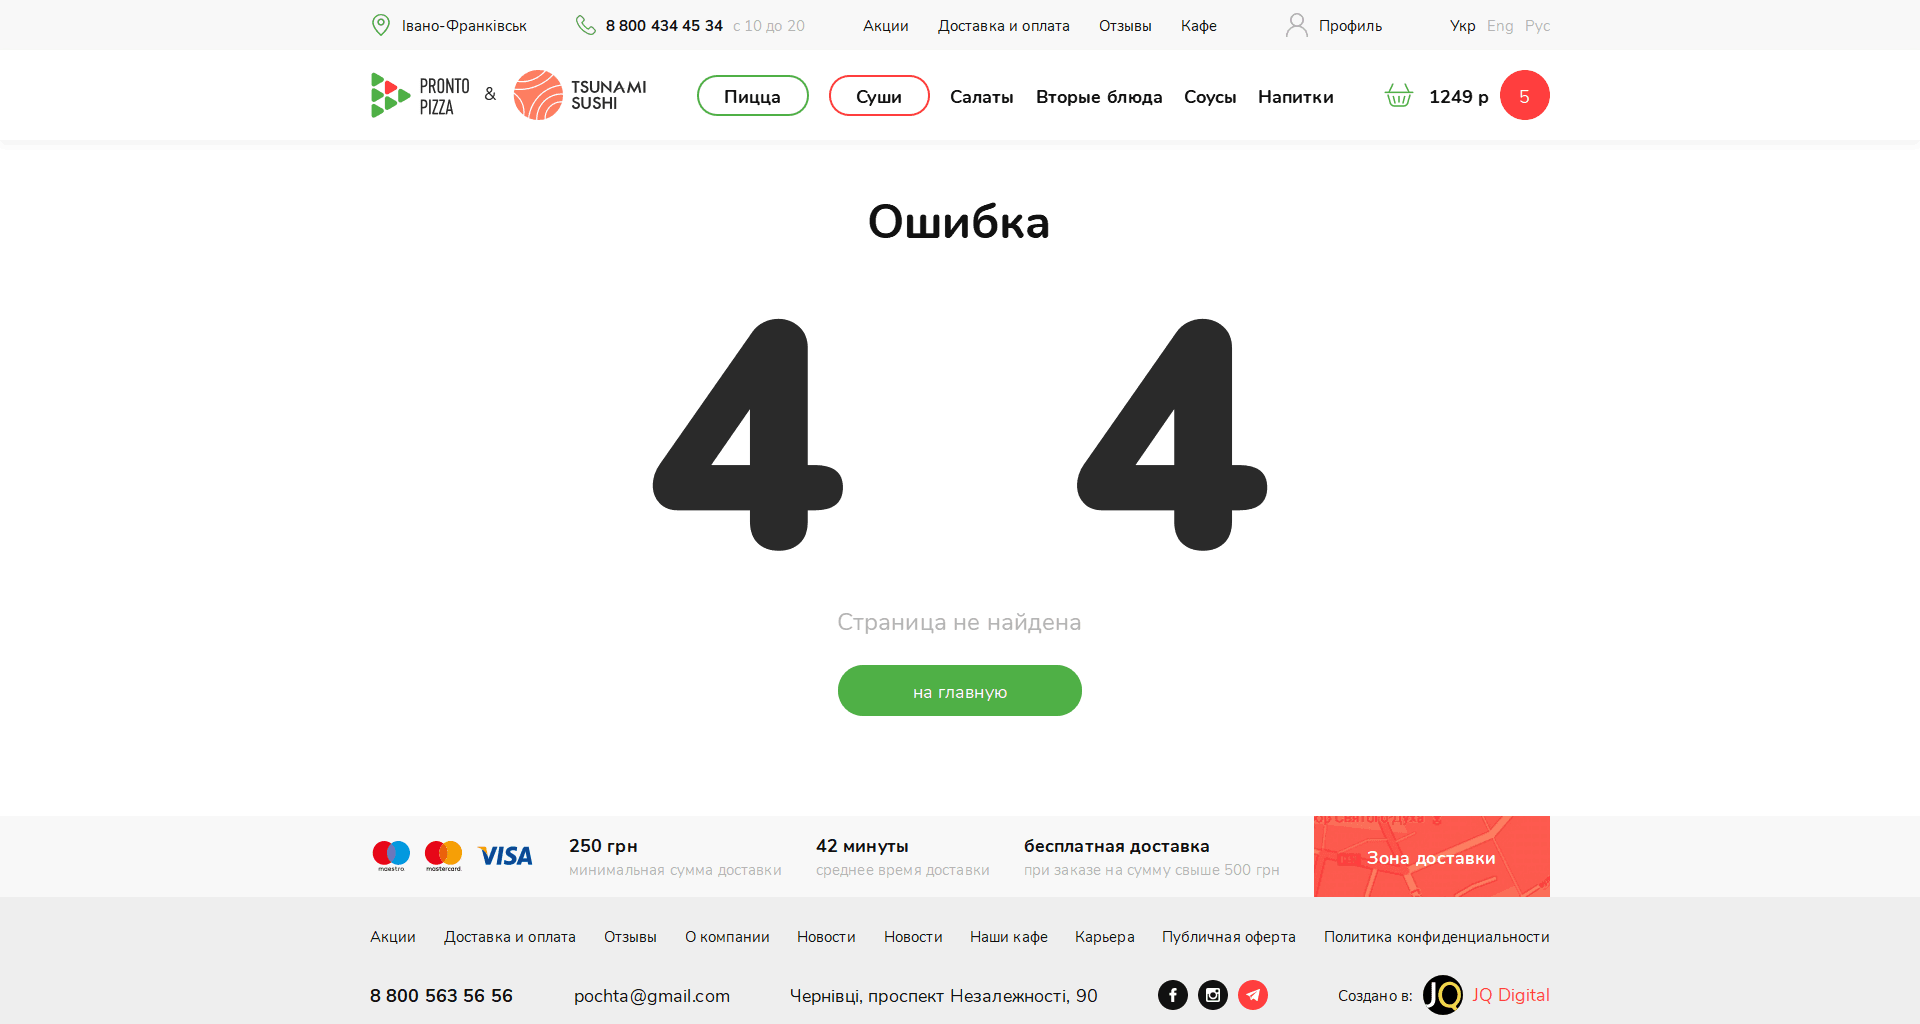 Івано-Франківськ 8 800 434 45 34 с 10 до 20 Акции Доставка и оплата Отзывы Кафе Профиль Укр Eng Рус
PRONTO PIZZA & TSUNAMI SUSHI Пицца Суши Салаты Вторые блюда Соусы Напитки 1249 р 5
Ошибка
4 4
Страница не найдена
на главную
ор Святого Духа
maestro. mastercard. VISA 250 грн 42 минуты бесплатная доставка Зона доставки
минимальная сумма доставки среднее время доставки при заказе на сумму свыше 500 грн
Акции Доставка и оплата Отзывы О компании Новости Новости Наши кафе Карьера Публичная оферта Политика конфиденциальности
8 800 563 56 56 pochta@gmail.com Чернівці, проспект Незалежності, 90 Создано в: JQ JQ Digital